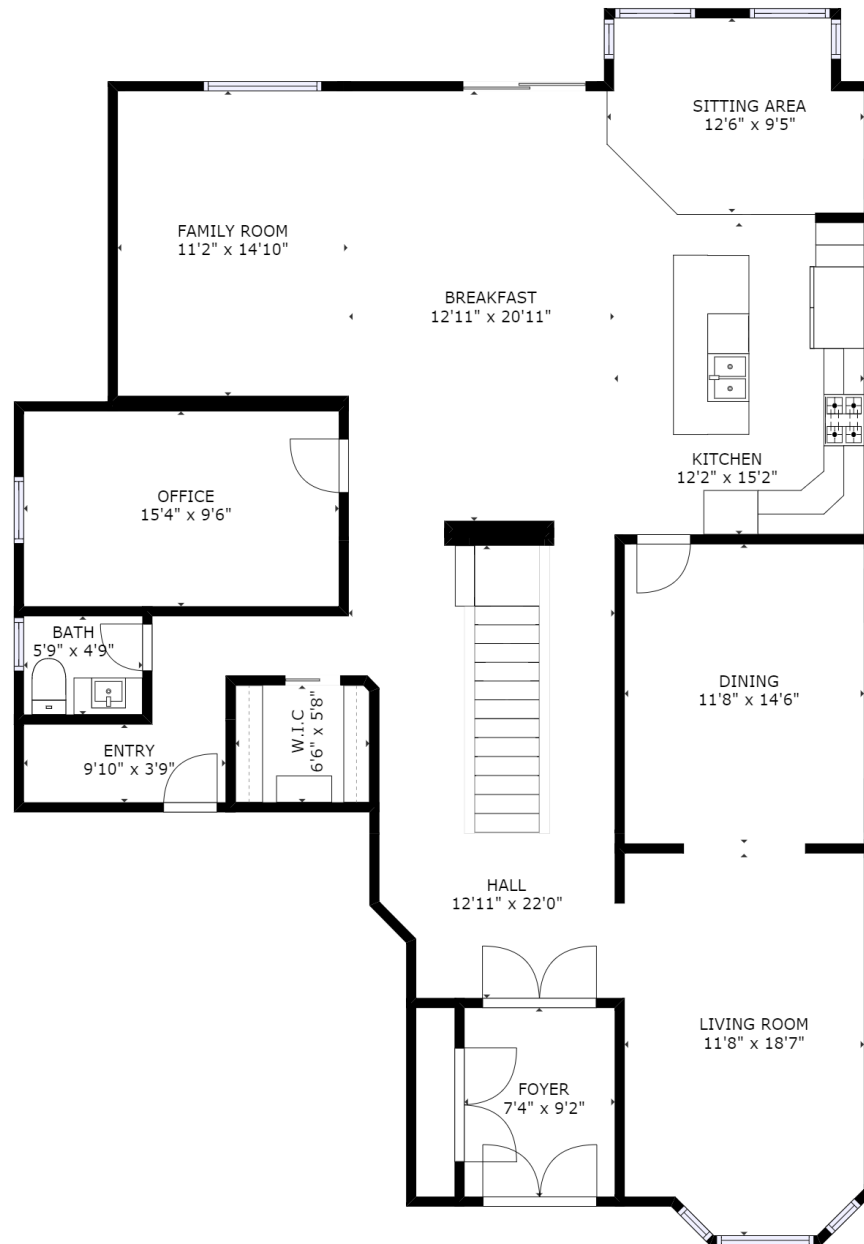 SITTING AREA
12'6" x 9'5"
FAMILY ROOM
11'2" x 14'10"
BREAKFAST
12'11" x 20'11"
KITCHEN
12'2" x 15'2"
OFFICE
15'4" x 9'6"
BATH
5'9" x 4'9"
W.I.C
6'6" x 5'8"
DINING
11'8" x 14'6"
ENTRY
9'10" x 3'9"
HALL
12'11" x 22'0"
LIVING ROOM
11'8" x 18'7"
FOYER
7'4" x 9'2"